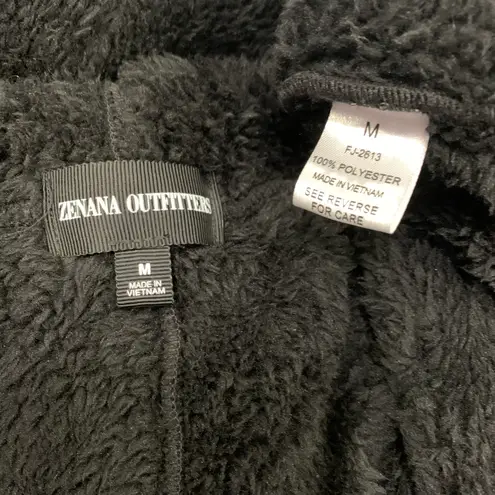 ZENANA OUTFITTERS
M
MADE IN
VIETNAM
M
FJ-2613
100% POLYESTER
MADE IN VIETNAM
SEE REVERSE
FOR CARE